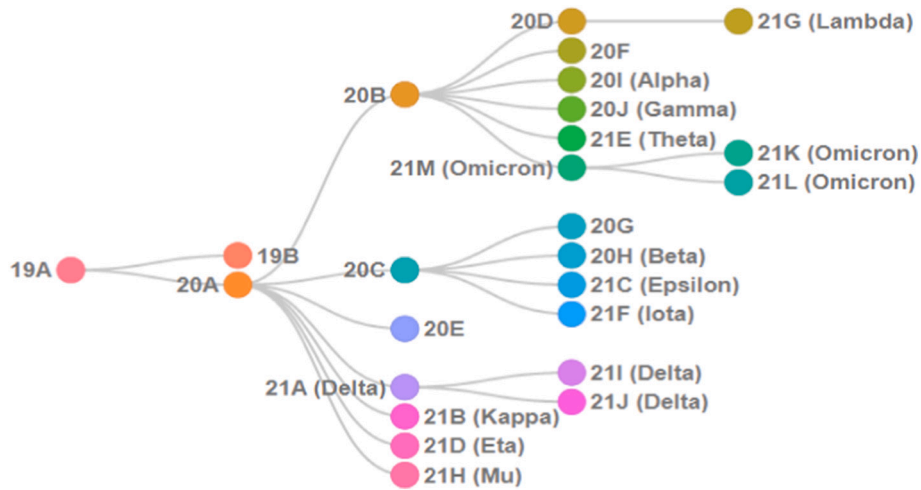 20D
21G (Lambda)
20F
20I (Alpha)
20B
20J (Gamma)
21E (Theta)
21M (Omicron)
21K (Omicron)
21L (Omicron)
20G
19A
19B
20H (Beta)
20C
20A
21C (Epsilon)
21F (Iota)
20E
21I (Delta)
21A (Delta)
21J (Delta)
21B (Kappa)
21D (Eta)
21H (Mu)